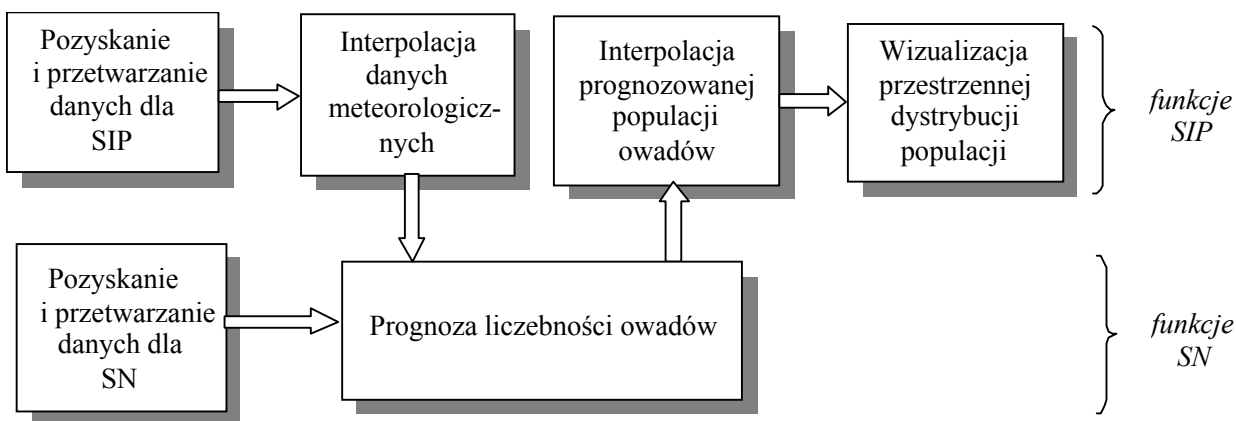 Pozyskanie
i przetwarzanie
danych dla
SIP
Interpolacja
danych
meteorologicz-
nych
Interpolacja
prognozowanej
populacji
owadów
Wizualizacja
przestrzennej
dystrybucji
populacji
funkcje
SIP
Pozyskanie
i przetwarzanie
danych dla
SN
Prognoza liczebności owadów
funkcje
SN